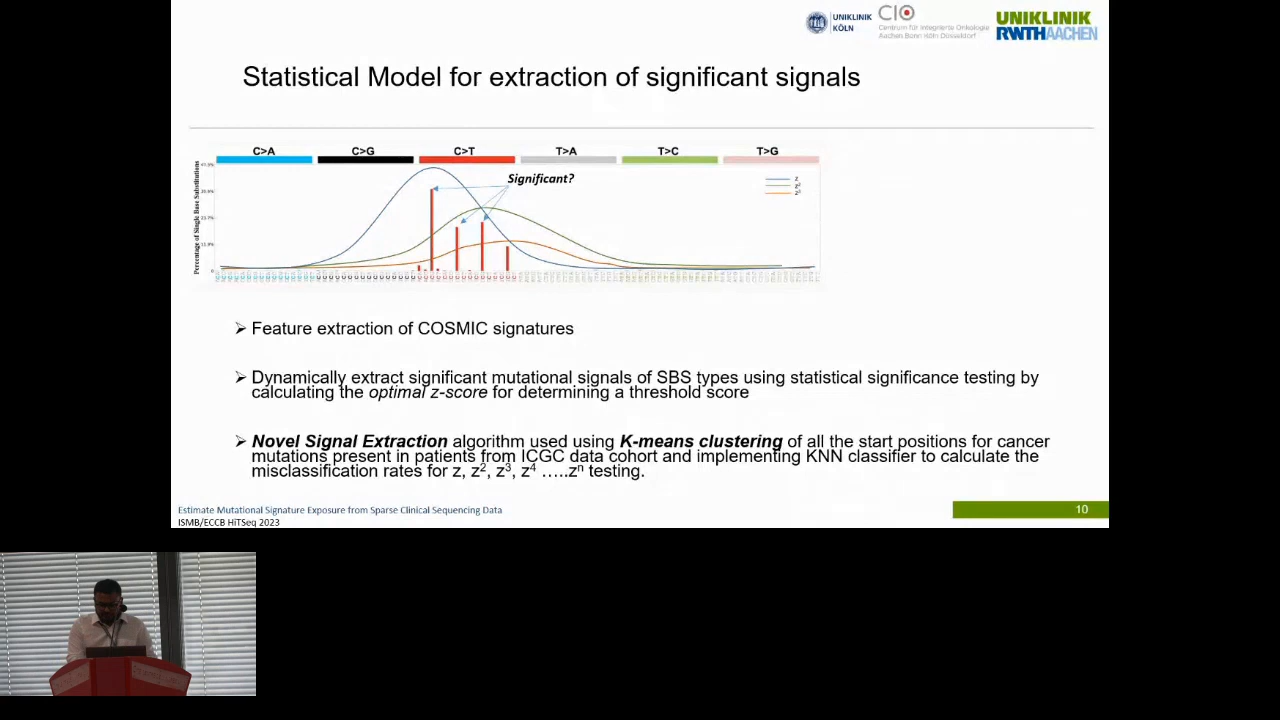 UNIKLINIK
KÖLN
CIO
Centrum für Integrierte Onkologie
Aachen Bonn Köln Düsseldorf
UNIKLINIK
RWTHAACHEN
Statistical Model for extraction of significant signals
C>A C>G C>T T>A T>C T>G
Percentage of Single Base Substitutions
Significant?
z
z²
z³
➢ Feature extraction of COSMIC signatures
➢ Dynamically extract significant mutational signals of SBS types using statistical significance testing by
calculating the optimal z-score for determining a threshold score
➢ Novel Signal Extraction algorithm used using K-means clustering of all the start positions for cancer
mutations present in patients from ICGC data cohort and implementing KNN classifier to calculate the
misclassification rates for z, z², z³, z⁴ …..zⁿ testing.
Estimate Mutational Signature Exposure from Sparse Clinical Sequencing Data
ISMB/ECCB HiTSeq 2023
10